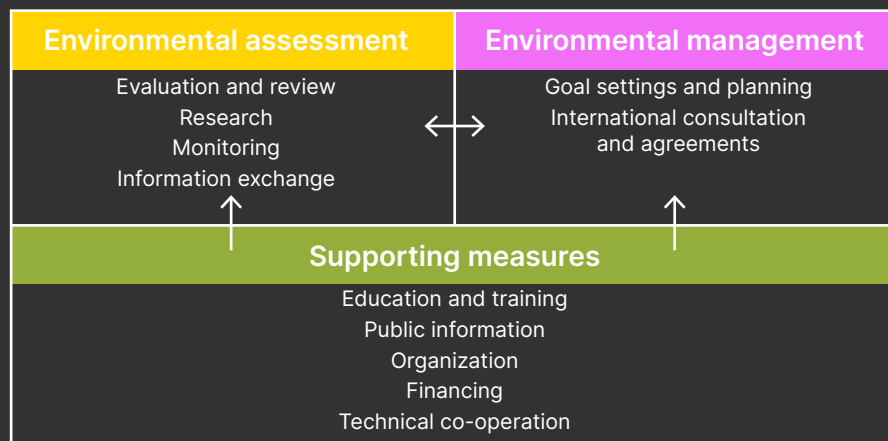 Environmental assessment
Evaluation and review
Research
Monitoring
Information exchange
Environmental management
Goal settings and planning
International consultation
and agreements
Supporting measures
Education and training
Public information
Organization
Financing
Technical co-operation